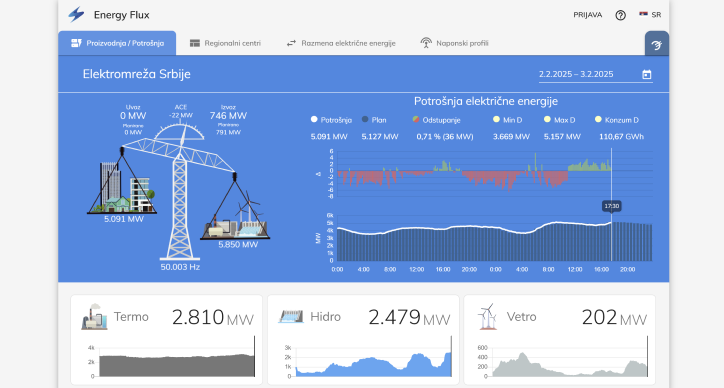 Energy Flux
PRIJAVA
SR
Proizvodnja / Potrošnja
Regionalni centri
Razmena električne energije
Naponski profili
Elektromreža Srbije
2.2.2025 – 3.2.2025
Uvoz
0 MW
Planirano
0 MW
ACE
-22 MW
Izvoz
746 MW
Planirano
791 MW
5.091 MW
5.850 MW
50.003 Hz
Potrošnja električne energije
Potrošnja
Plan
Odstupanje
Min D
Max D
Konzum D
5.091 MW
5.127 MW
0,71 % (36 MW)
3.669 MW
5.157 MW
110,67 GWh
6
4
2
0
-2
-4
-6
-8
17:30
MW
6k
5k
4k
3k
2k
1k
0
0:00 4:00 8:00 12:00 16:00 20:00 0:00 4:00 8:00 12:00 16:00 20:00
Termo
2.810 MW
4k
2k
0
Hidro
2.479 MW
3k
2k
1k
0
Vetro
202 MW
600
400
200
0